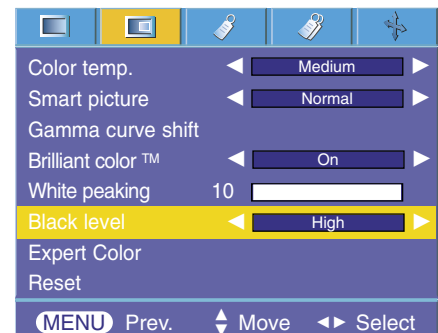 Color temp. Medium
Smart picture Normal
Gamma curve shift
Brilliant color ™ On
White peaking 10
Black level High
Expert Color
Reset
MENU Prev. Move Select